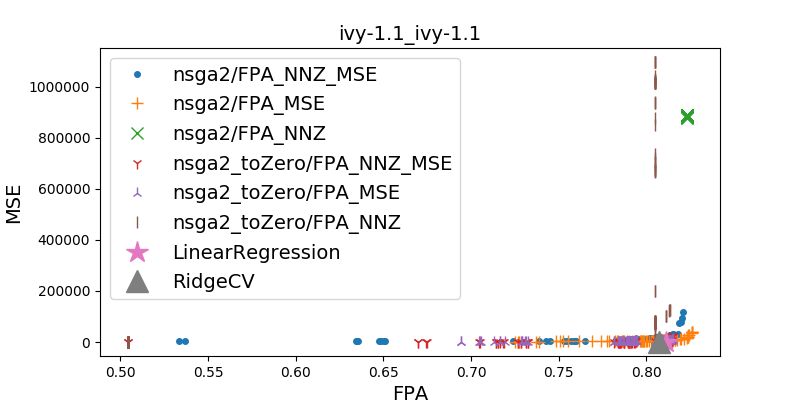 ivy-1.1_ivy-1.1
nsga2/FPA_NNZ_MSE
nsga2/FPA_MSE
nsga2/FPA_NNZ
nsga2_toZero/FPA_NNZ_MSE
nsga2_toZero/FPA_MSE
nsga2_toZero/FPA_NNZ
LinearRegression
RidgeCV
MSE
1000000
800000
600000
400000
200000
0
0.50 0.55 0.60 0.65 0.70 0.75 0.80
FPA